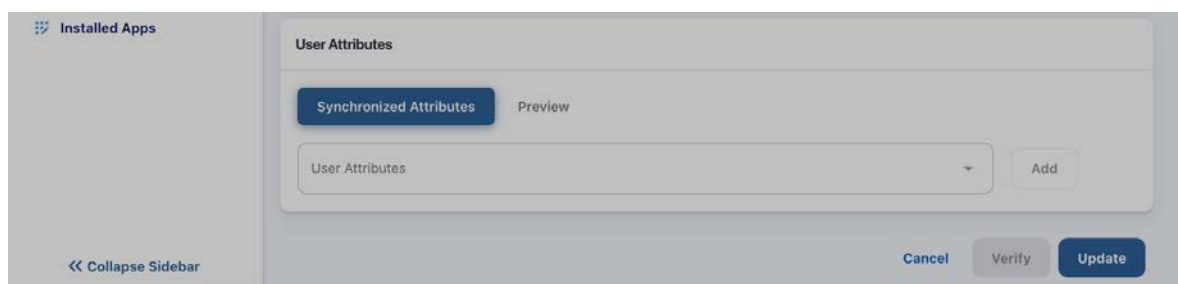 Installed Apps
User Attributes
Synchronized Attributes Preview
User Attributes Add
Collapse Sidebar Cancel Verify Update